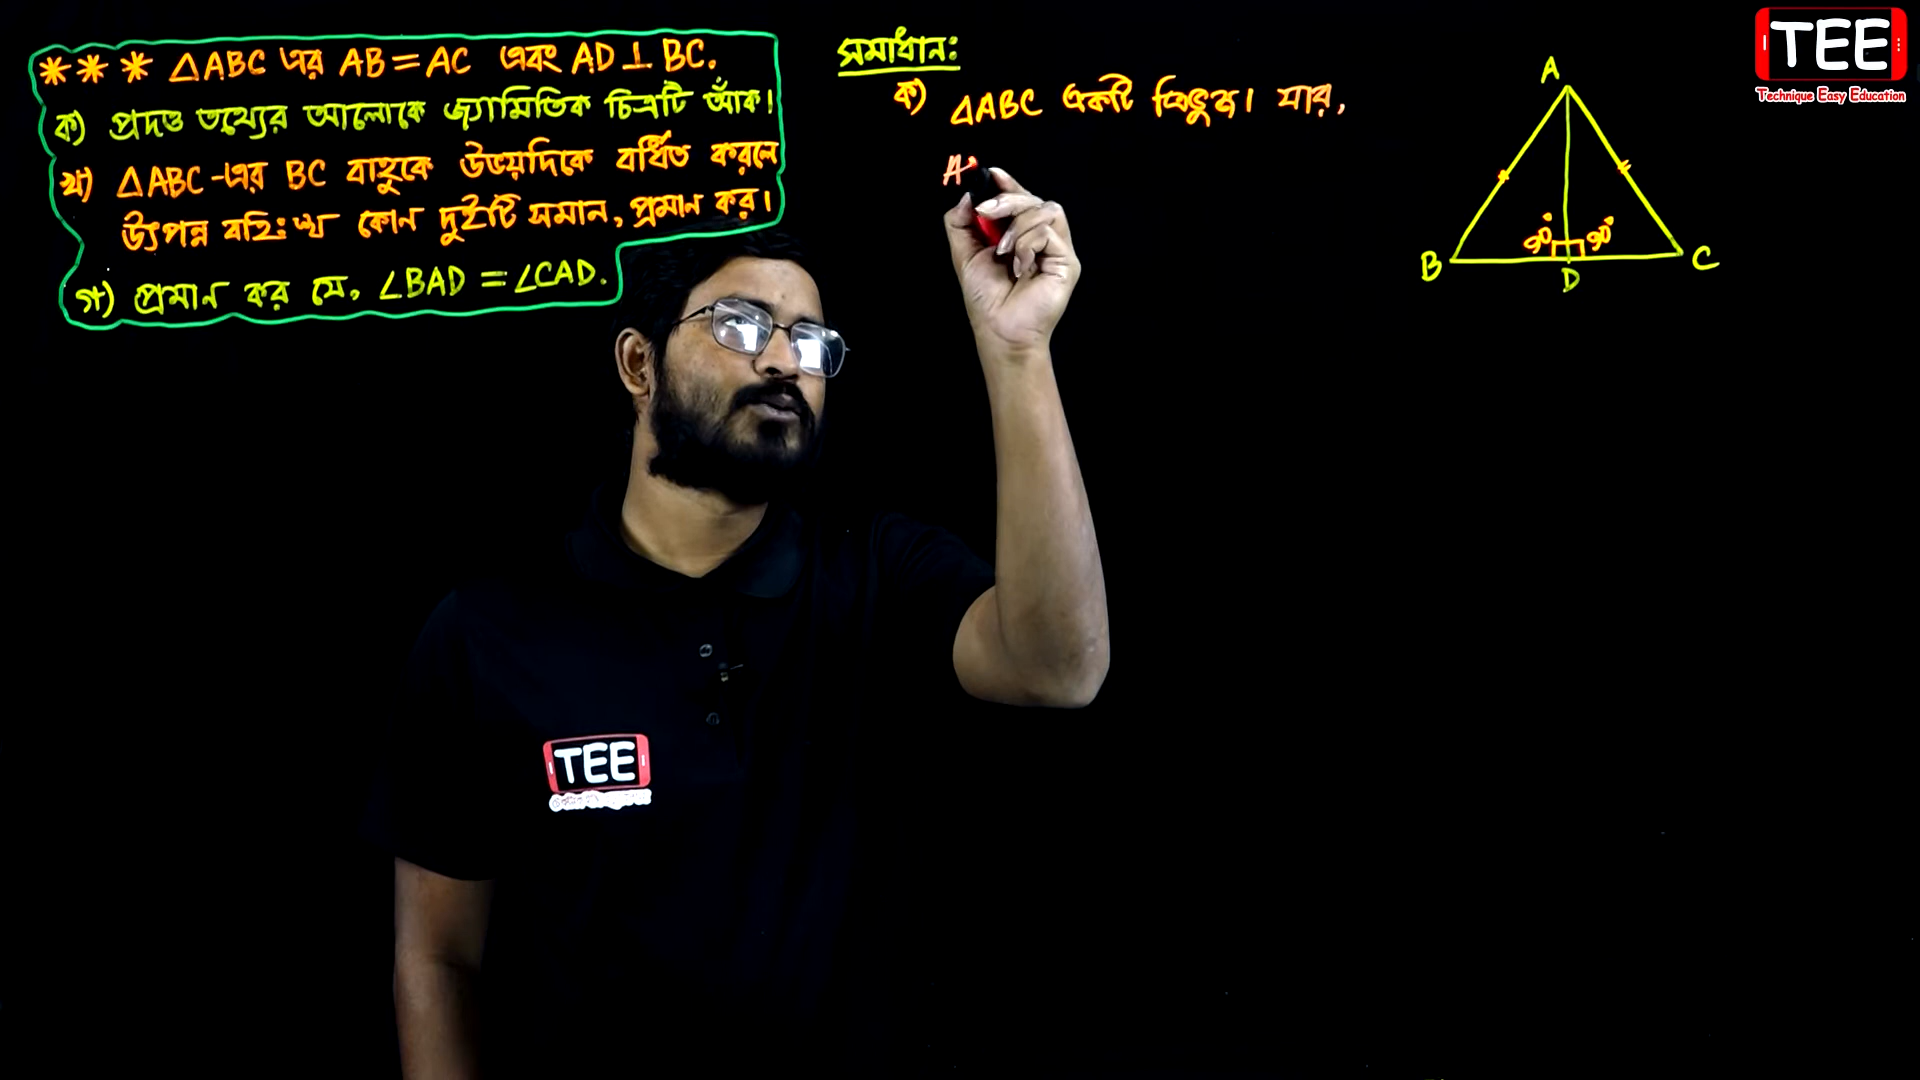 *** △ABC এর AB = AC এবং AD ⊥ BC.
ক) প্রদত্ত তথ্যের আলোকে জ্যামিতিক চিত্রটি আঁক।
খ) △ABC-এর BC বাহুকে উভয়দিকে বর্ধিত করলে
উৎপন্ন বহিঃস্থ কোন দুইটি সমান, প্রমান কর।
গ) প্রমান কর যে, ∠BAD = ∠CAD.
সমাধান:
ক) △ABC একটি ত্রিভুজ। যার,
A
A
90° 90°
B D C
TEE
Technique Easy Education
TEE